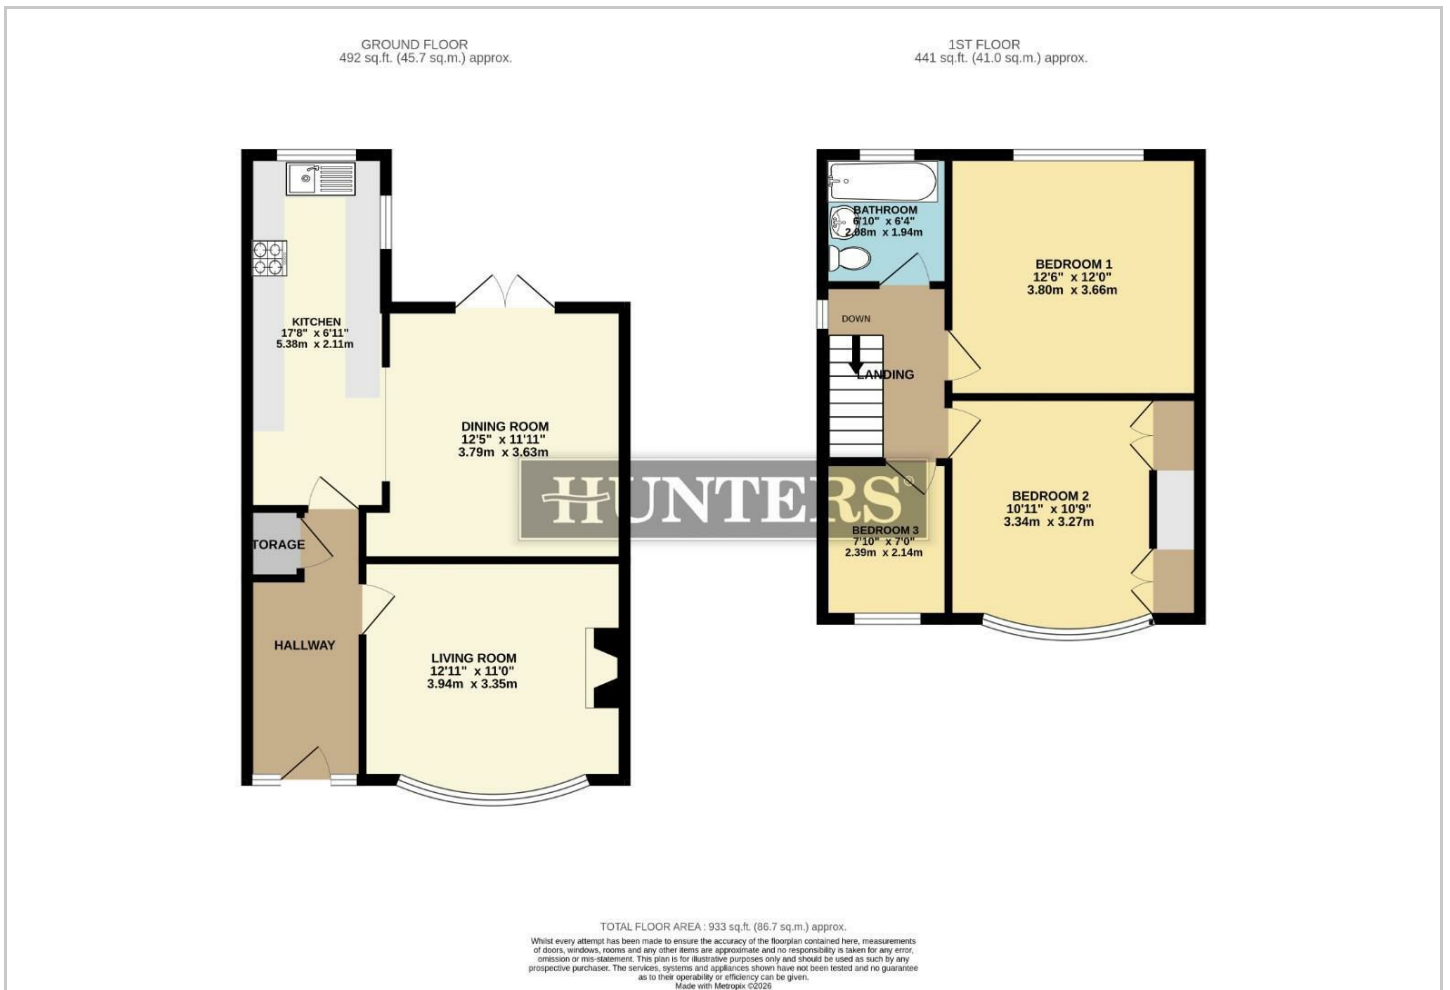 GROUND FLOOR
492 sq.ft. (45.7 sq.m.) approx.
1ST FLOOR
441 sq.ft. (41.0 sq.m.) approx.
KITCHEN
17'8" x 6'11"
5.38m x 2.11m
DINING ROOM
12'5" x 11'11"
3.79m x 3.63m
TORAGE
HALLWAY
LIVING ROOM
12'11" x 11'0"
3.94m x 3.35m
BATHROOM
6'10" x 6'4"
2.08m x 1.94m
BEDROOM 1
12'6" x 12'0"
3.80m x 3.66m
DOWN
LANDING
BEDROOM 2
10'11" x 10'9"
3.34m x 3.27m
BEDROOM 3
7'10" x 7'0"
2.39m x 2.14m
HUNTERS®
TOTAL FLOOR AREA : 933 sq.ft. (86.7 sq.m.) approx.
Whilst every attempt has been made to ensure the accuracy of the floorplan contained here, measurements
of doors, windows, rooms and any other items are approximate and no responsibility is taken for any error,
omission or mis-statement. This plan is for illustrative purposes only and should be used as such by any
prospective purchaser. The services, systems and appliances shown have not been tested and no guarantee
as to their operability or efficiency can be given.
Made with Metropix ©2026